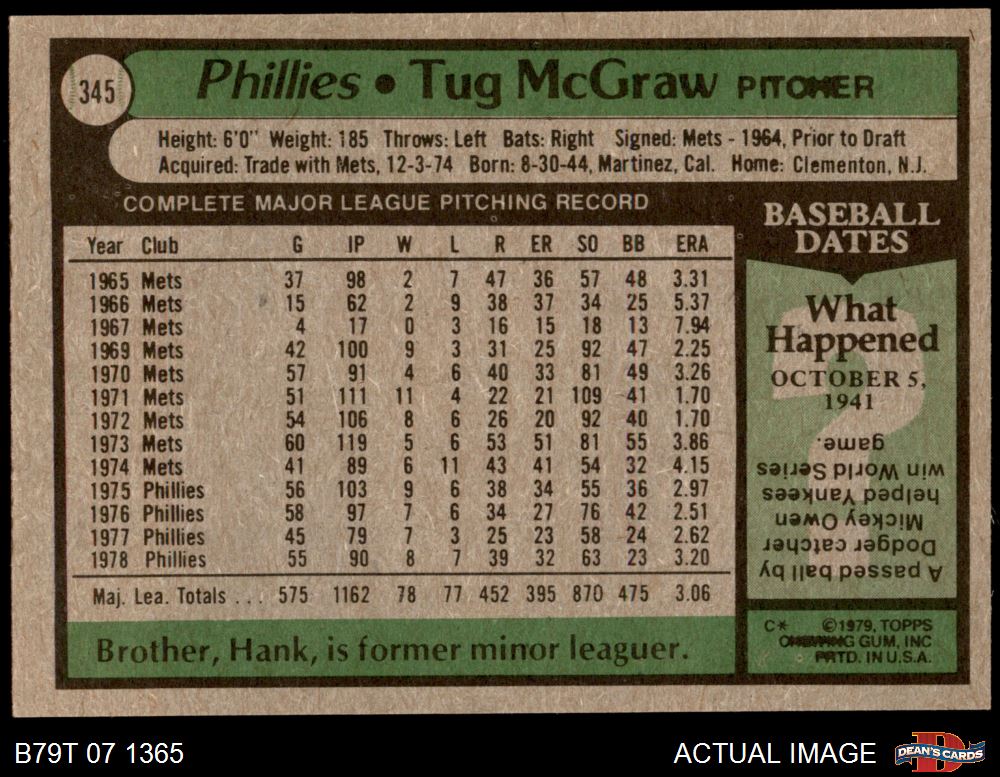 345
Phillies • Tug McGraw PITCHER
Height: 6'0" Weight: 185 Throws: Left Bats: Right Signed: Mets - 1964, Prior to Draft
Acquired: Trade with Mets, 12-3-74 Born: 8-30-44, Martinez, Cal. Home: Clementon, N.J.
COMPLETE MAJOR LEAGUE PITCHING RECORD
Year Club G IP W L R ER SO BB ERA
1965 Mets 37 98 2 7 47 36 57 48 3.31
1966 Mets 15 62 2 9 38 37 34 25 5.37
1967 Mets 4 17 0 3 16 15 18 13 7.94
1969 Mets 42 100 9 3 31 25 92 47 2.25
1970 Mets 57 91 4 6 40 33 81 49 3.26
1971 Mets 51 111 11 4 22 21 109 41 1.70
1972 Mets 54 106 8 6 26 20 92 40 1.70
1973 Mets 60 119 5 6 53 51 81 55 3.86
1974 Mets 41 89 6 11 43 41 54 32 4.15
1975 Phillies 56 103 9 6 38 34 55 36 2.97
1976 Phillies 58 97 7 6 34 27 76 42 2.51
1977 Phillies 45 79 7 3 25 23 58 24 2.62
1978 Phillies 55 90 8 7 39 32 63 23 3.20
Maj. Lea. Totals . . . 575 1162 78 77 452 395 870 475 3.06
Brother, Hank, is former minor leaguer.
BASEBALL
DATES
What
Happened
OCTOBER 5,
1941
A passed ball by
Dodger catcher
Mickey Owen
helped Yankees
win World Series
game.
C* ©1979, TOPPS
CHEWING GUM, INC
PRTD. IN U.S.A.
B79T 07 1365
ACTUAL IMAGE
D
DEAN'S CARDS